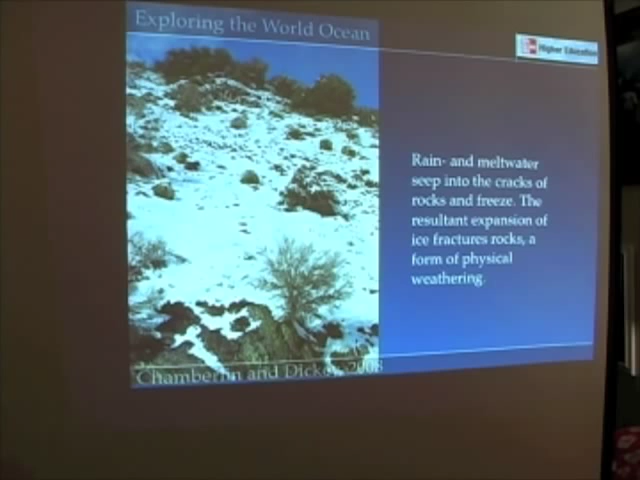 Exploring the World Ocean
Higher Education
Rain- and meltwater
seep into the cracks of
rocks and freeze. The
resultant expansion of
ice fractures rocks, a
form of physical
weathering.
Chamberlin and Dickey, 2008